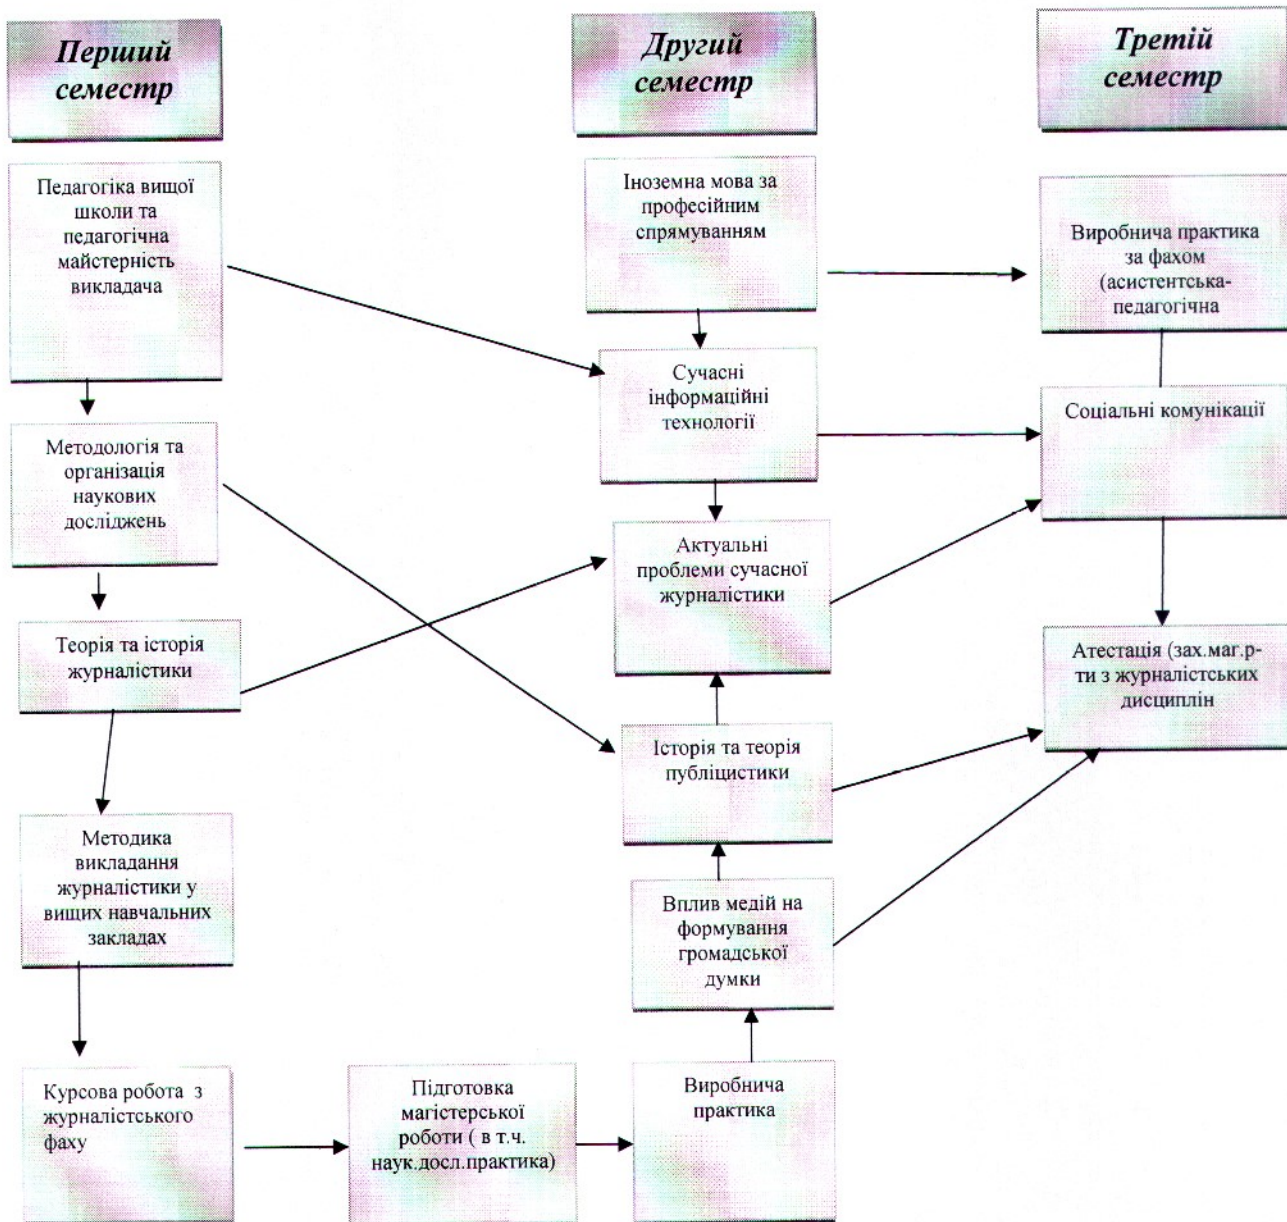 Перший
семестр
Другий
семестр
Третій
семестр
Педагогіка вищої
школи та
педагогічна
майстерність
викладача
Іноземна мова за
професійним
спрямуванням
Виробнича практика
за фахом
(асистентська-
педагогічна
Сучасні
інформаційні
технології
Соціальні комунікації
Методологія та
організація
наукових
досліджень
Актуальні
проблеми сучасної
журналістики
Теорія та історія
журналістики
Атестація (зах.маг.р-
ти з журналістських
дисциплін
Історія та теорія
публіцистики
Методика
викладання
журналістики у
вищих навчальних
закладах
Вплив медій на
формування
громадської
думки
Курсова робота з
журналістського
фаху
Підготовка
магістерської
роботи ( в т.ч.
наук.досл.практика)
Виробнича
практика